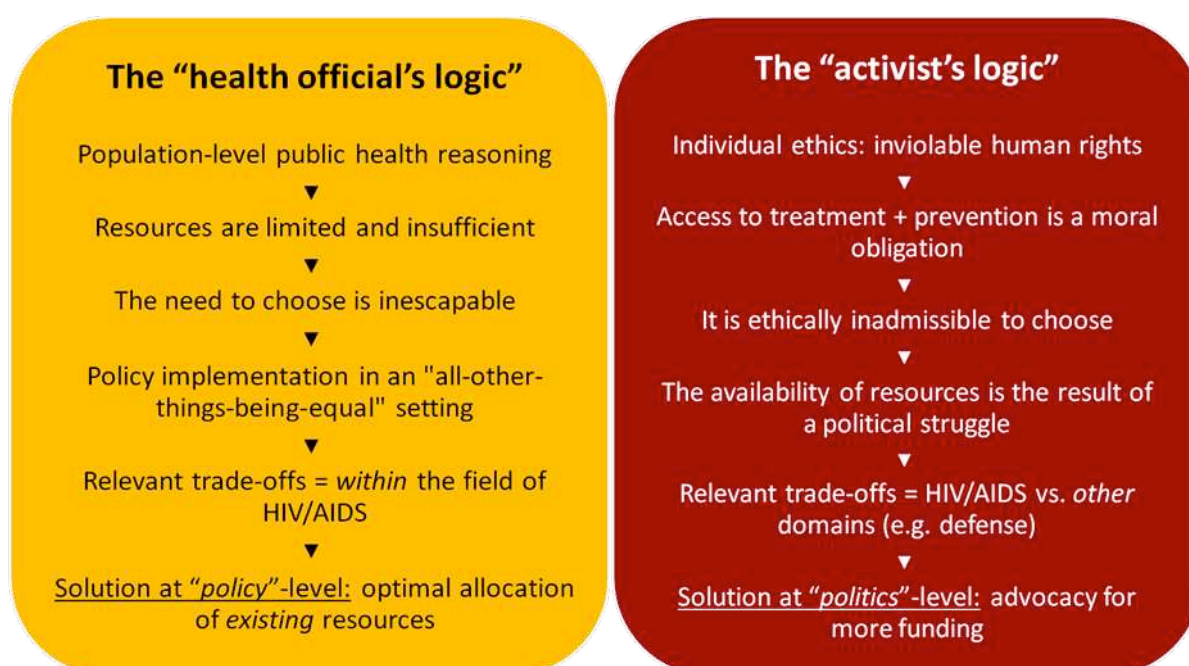 The “health official’s logic”
Population-level public health reasoning
▼
Resources are limited and insufficient
▼
The need to choose is inescapable
▼
Policy implementation in an "all-other-
things-being-equal" setting
▼
Relevant trade-offs = within the field of
HIV/AIDS
▼
Solution at “policy”-level: optimal allocation
of existing resources
The “activist’s logic”
Individual ethics: inviolable human rights
▼
Access to treatment + prevention is a moral
obligation
▼
It is ethically inadmissible to choose
▼
The availability of resources is the result of
a political struggle
▼
Relevant trade-offs = HIV/AIDS vs. other
domains (e.g. defense)
▼
Solution at “politics”-level: advocacy for
more funding